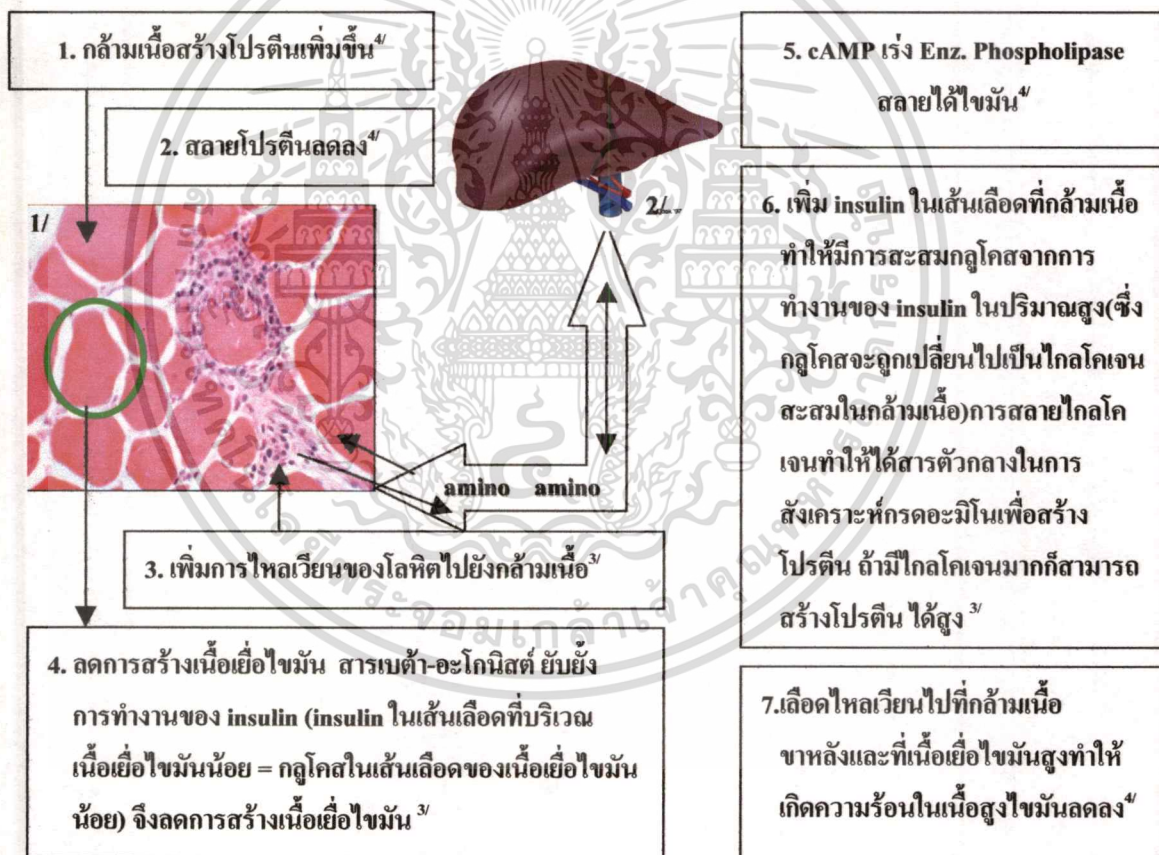 1. กล้ามเนื้อสร้างโปรตีนเพิ่มขึ้น4/
2. สลายโปรตีนลดลง4/
1/
2/
amino amino
3. เพิ่มการไหลเวียนของโลหิตไปยังกล้ามเนื้อ3/
4. ลดการสร้างเนื้อเยื่อไขมัน สารเบต้า-อะโกนิสต์ ยับยั้ง
การทำงานของ insulin (insulin ในเส้นเลือดที่บริเวณ
เนื้อเยื่อไขมันน้อย = กลูโคสในเส้นเลือดของเนื้อเยื่อไขมัน
น้อย) จึงลดการสร้างเนื้อเยื่อไขมัน 3/
5. cAMP เร่ง Enz. Phospholipase
สลายได้ไขมัน4/
6. เพิ่ม insulin ในเส้นเลือดที่กล้ามเนื้อ
ทำให้มีการสะสมกลูโคสจากการ
ทำงานของ insulin ในปริมาณสูง(ซึ่ง
กลูโคสจะถูกเปลี่ยนไปเป็นไกลโคเจน
สะสมในกล้ามเนื้อ)การสลายไกลโค
เจนทำให้ได้สารตัวกลางในการ
สังเคราะห์กรดอะมิโนเพื่อสร้าง
โปรตีน ถ้ามีไกลโคเจนมากก็สามารถ
สร้างโปรตีน ได้สูง 3/
7.เลือดไหลเวียนไปที่กล้ามเนื้อ
ขาหลังและที่เนื้อเยื่อไขมันสูงทำให้
เกิดความร้อนในเนื้อสูงไขมันลดลง4/